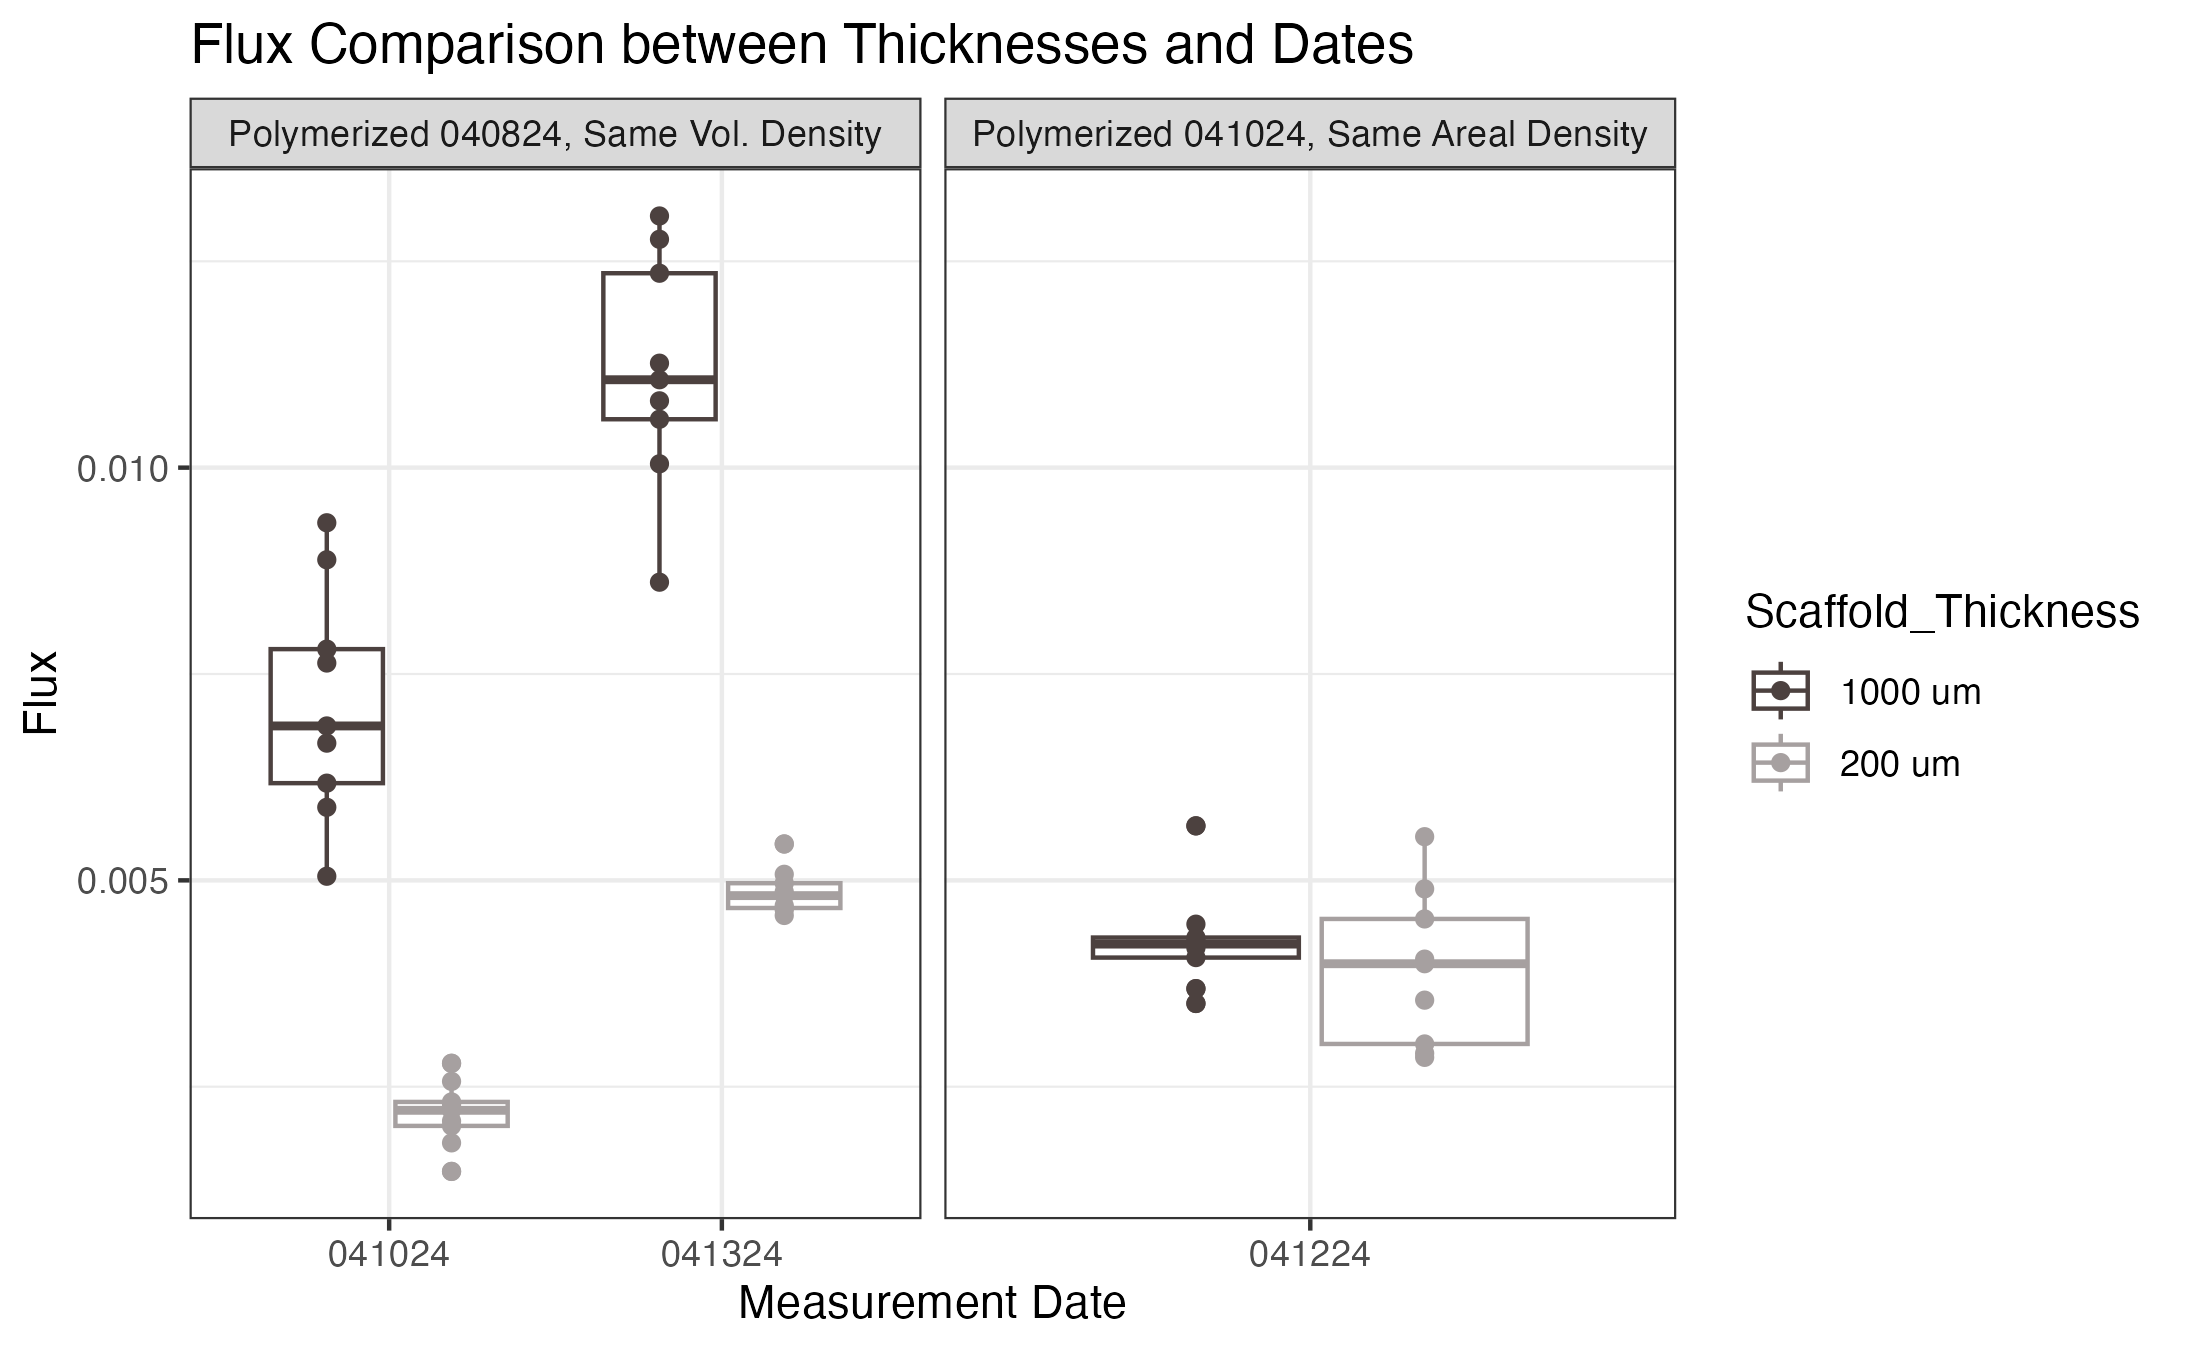 Flux Comparison between Thicknesses and Dates
Polymerized 040824, Same Vol. Density
Polymerized 041024, Same Areal Density
Flux
0.010
0.005
041024
041324
041224
Measurement Date
Scaffold_Thickness
1000 um
200 um